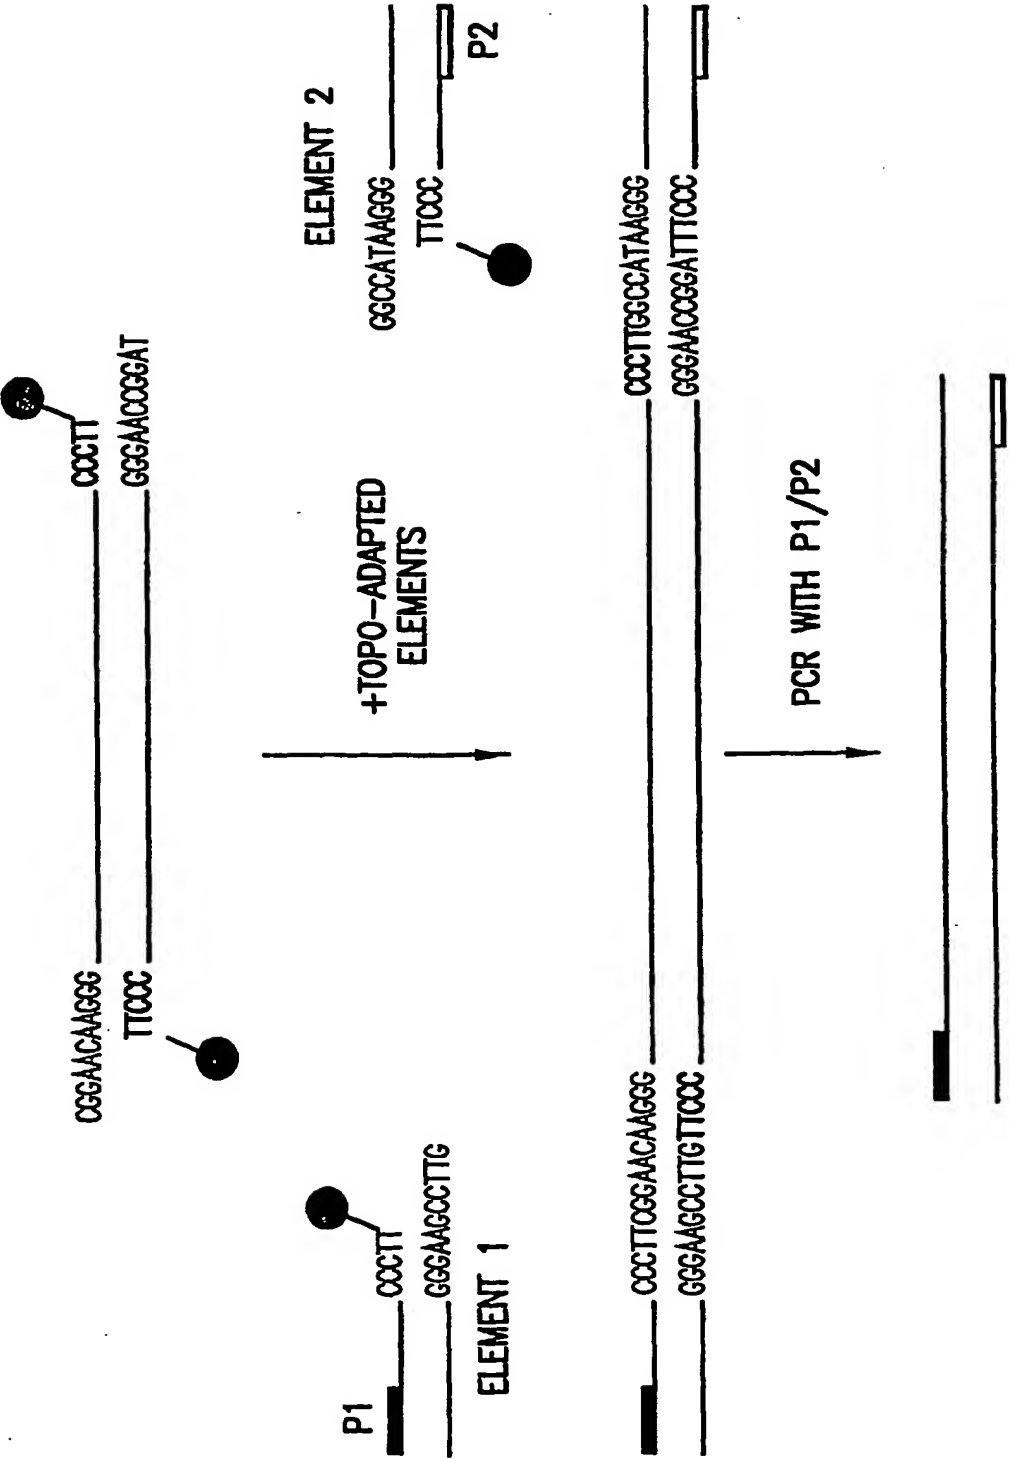 CCCTT
GGGAACCGGAT
CGGAACAAGGG
TTCCC
+TOPO-ADAPTED
ELEMENTS
ELEMENT 2
GGCCATAAGGG
TTCCC
P2
P1
CCCTT
GGGAAGCCTTG
ELEMENT 1
CCCTTCGGAACAAGGG
CCCTTGGCCATAAGGG
GGGAAGCCTTGTTCCC
GGGAACCGGATTTCCC
PCR WITH P1/P2